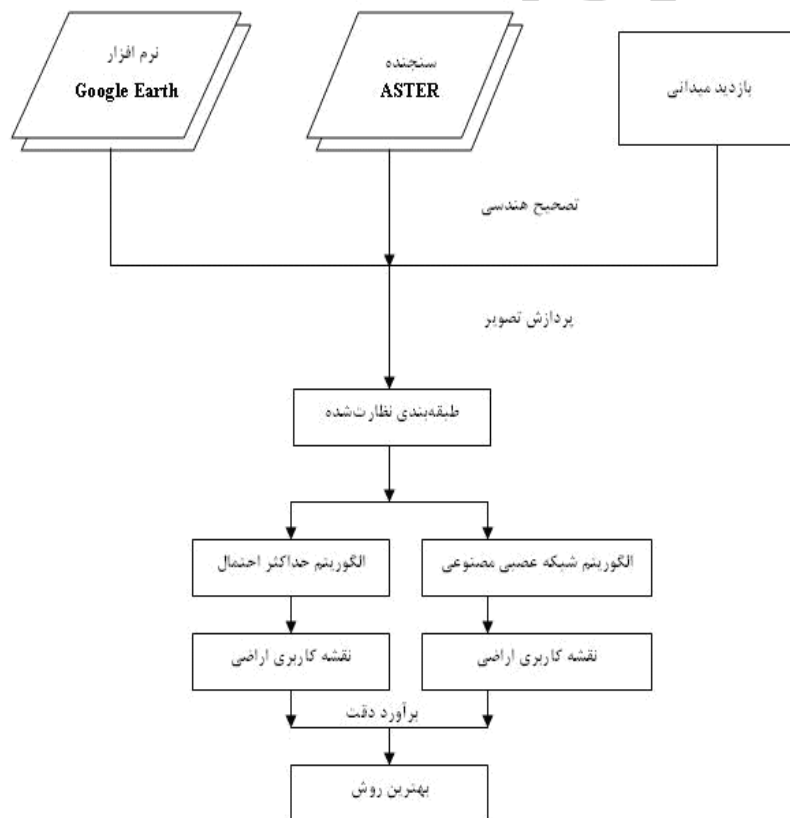 نرم افزار
Google Earth
سنجنده
ASTER
بازدید میدانی
تصحیح هندسی
پردازش تصویر
طبقه‌بندی نظارت‌شده
الگوریتم حداکثر احتمال
الگوریتم شبکه عصبی مصنوعی
نقشه کاربری اراضی
نقشه کاربری اراضی
برآورد دقت
بهترین روش